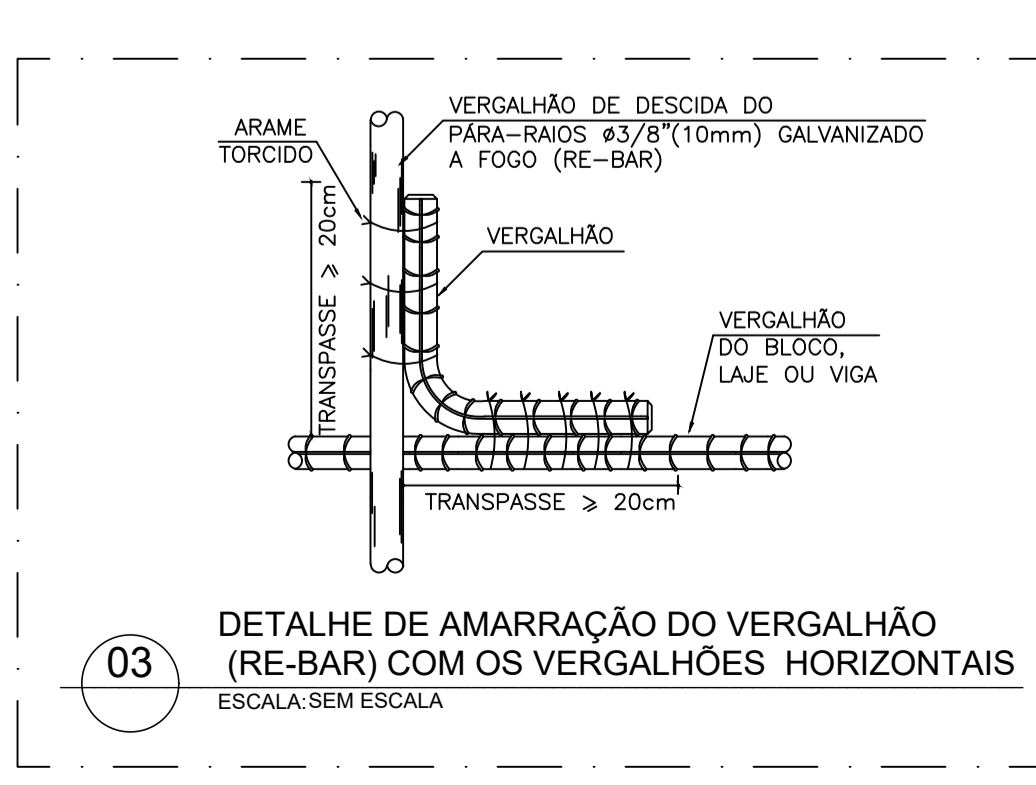 VERGALHÃO DE DESCIDA DO
PÁRA-RAIOS ø3/8"(10mm) GALVANIZADO
A FOGO (RE-BAR)
ARAME
TORCIDO
TRANSPASSE ⩾ 20cm
VERGALHÃO
VERGALHÃO
DO BLOCO,
LAJE OU VIGA
TRANSPASSE ⩾ 20cm
03
DETALHE DE AMARRAÇÃO DO VERGALHÃO
(RE-BAR) COM OS VERGALHÕES HORIZONTAIS
ESCALA:SEM ESCALA